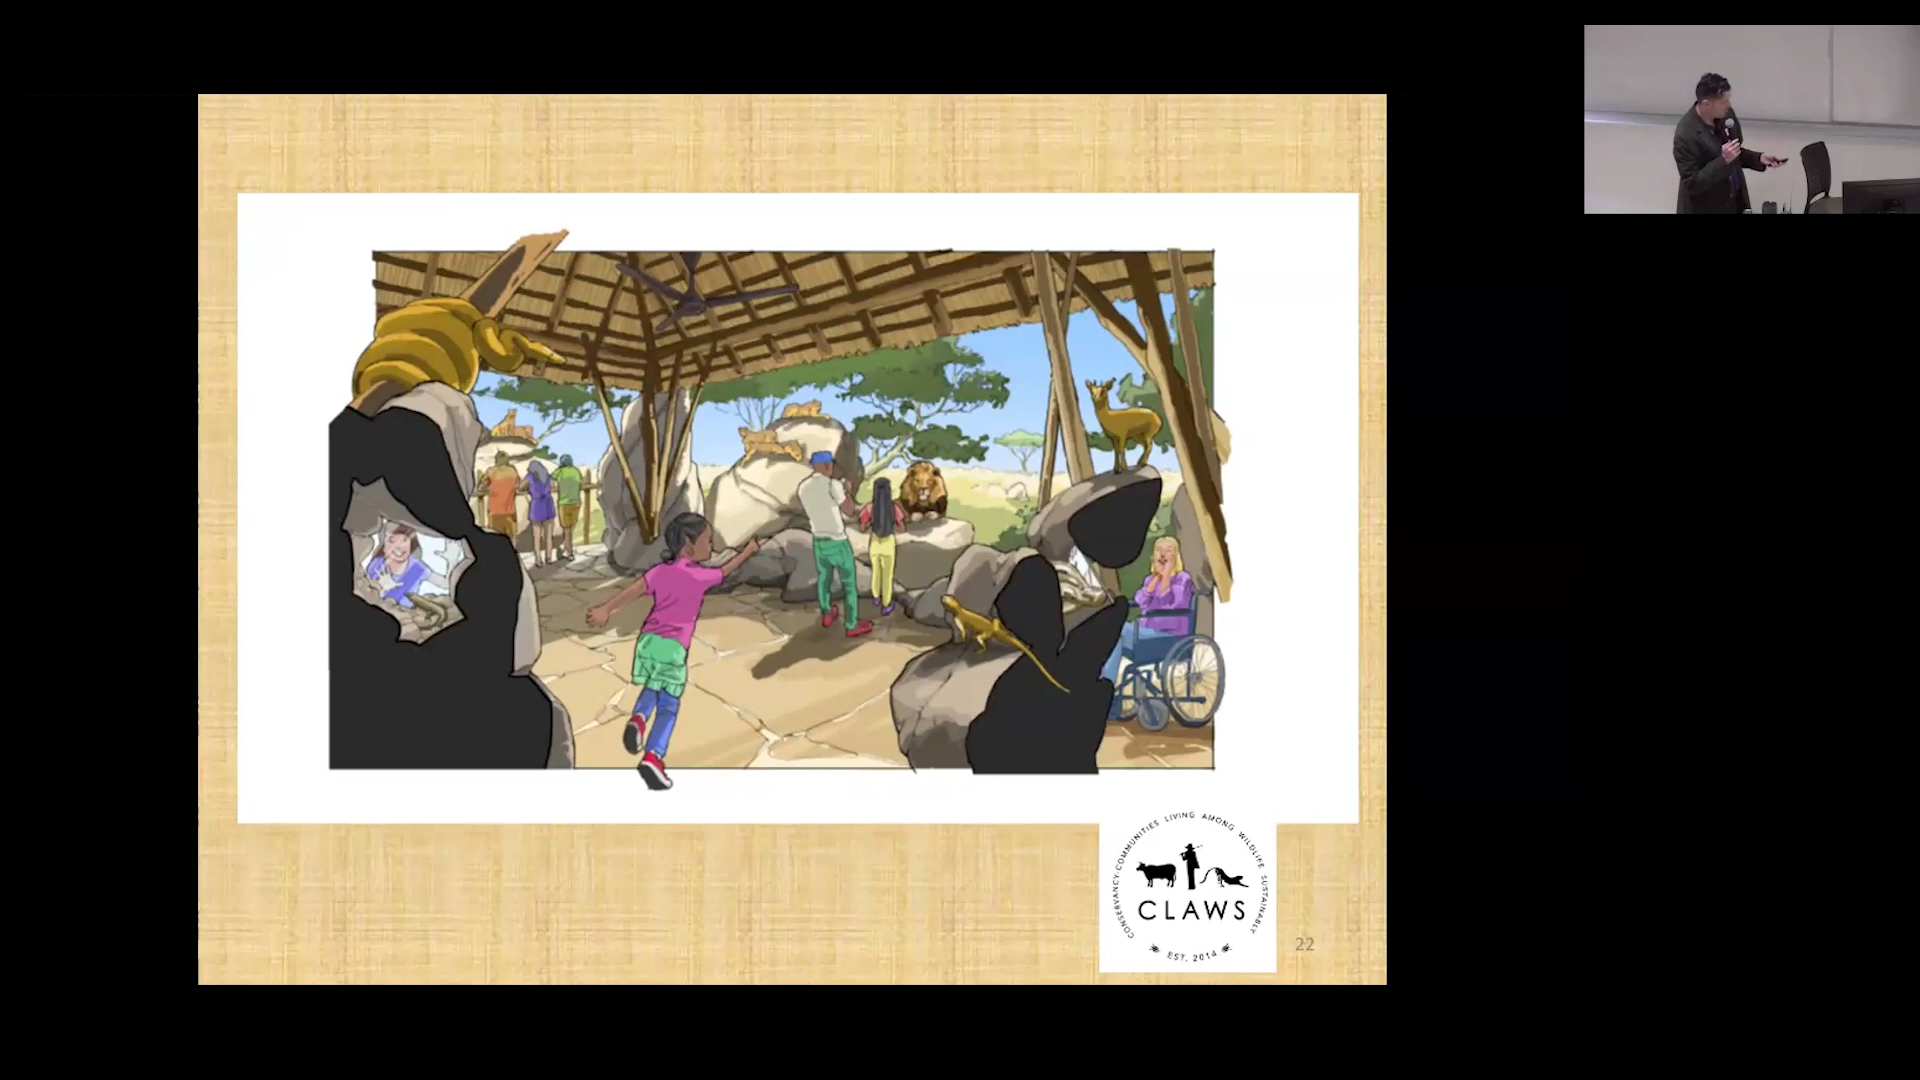 CONSERVANCY-COMMUNITIES LIVING AMONG WILDLIFE SUSTAINABLY
CLAWS
EST. 2014
22